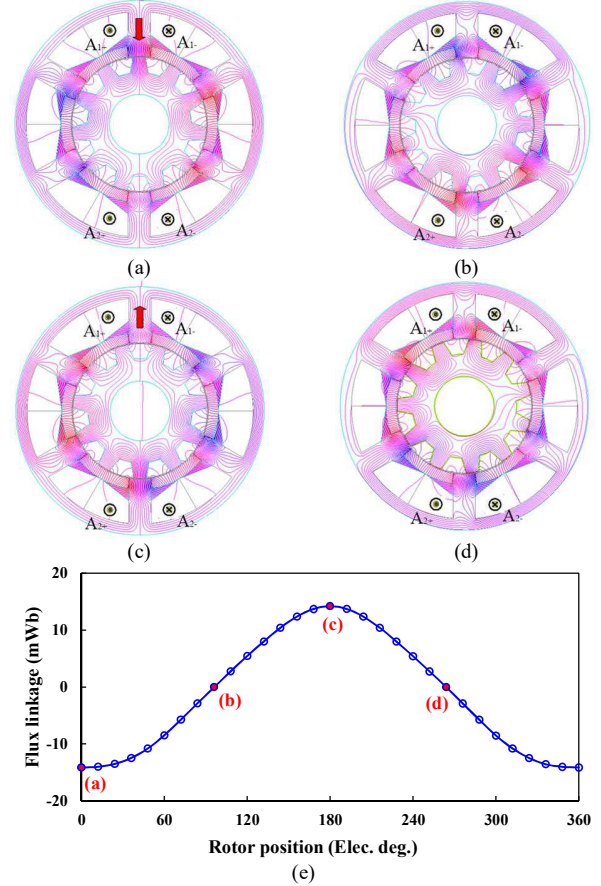 A1+ A1- A1+ A1-
A2+ A2- A2+ A2-
(a) (b)
A1+ A1- A1+ A1-
A2+ A2- A2+ A2-
(c) (d)
Flux linkage (mWb)
20
10
0
-10
-20
(a)
(b)
(c)
(d)
0 60 120 180 240 300 360
Rotor position (Elec. deg.)
(e)